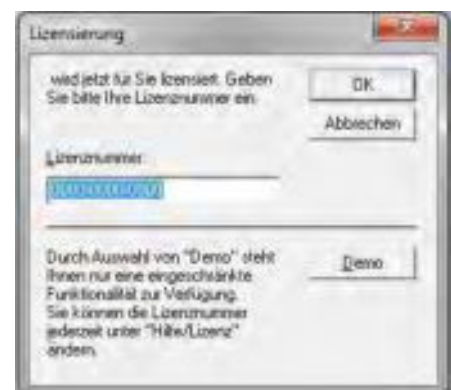 Lizensierung
wird jetzt für Sie lizensiert. Geben
Sie bitte Ihre Lizenznummer ein.
OK
Abbrechen
Lizenznummer:
Durch Auswahl von "Demo" steht
Ihnen nur eine eingeschränkte
Funktionalität zur Verfügung.
Sie können die Lizenznummer
jederzeit unter "Hilfe/Lizenz"
ändern.
Demo